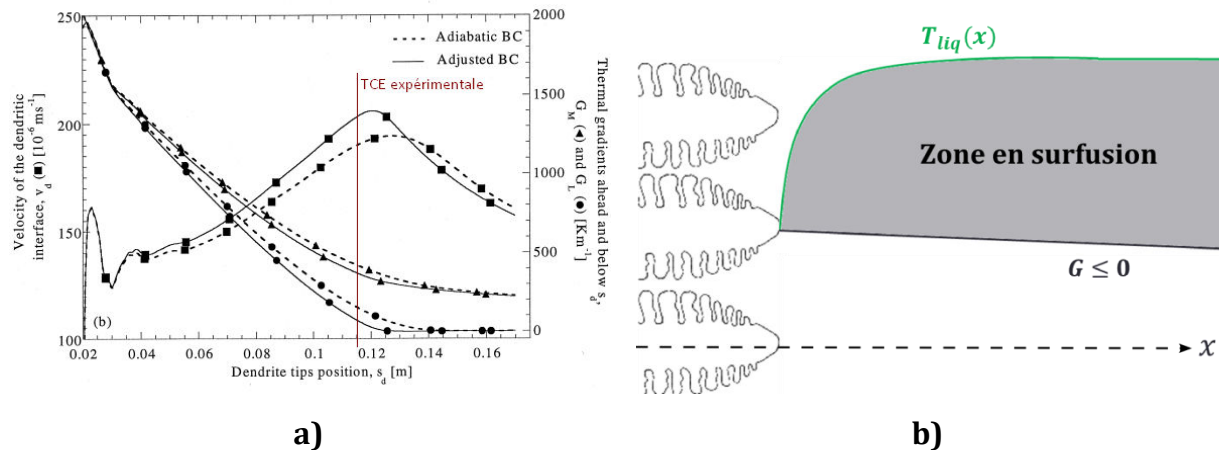 250
200
150
100
Velocity of the dendritic
interface, v_d (■) [10⁻⁶ ms⁻¹]
Adiabatic BC
Adjusted BC
TCE expérimentale
(b)
0.02 0.04 0.06 0.08 0.1 0.12 0.14 0.16
Dendrite tips position, s_d [m]
2000
1500
1000
500
0
Thermal gradients ahead and below s_d,
G_M (▲) and G_L (●) [Km⁻¹]
a)
T_liq(x)
Zone en surfusion
G ≤ 0
x
b)